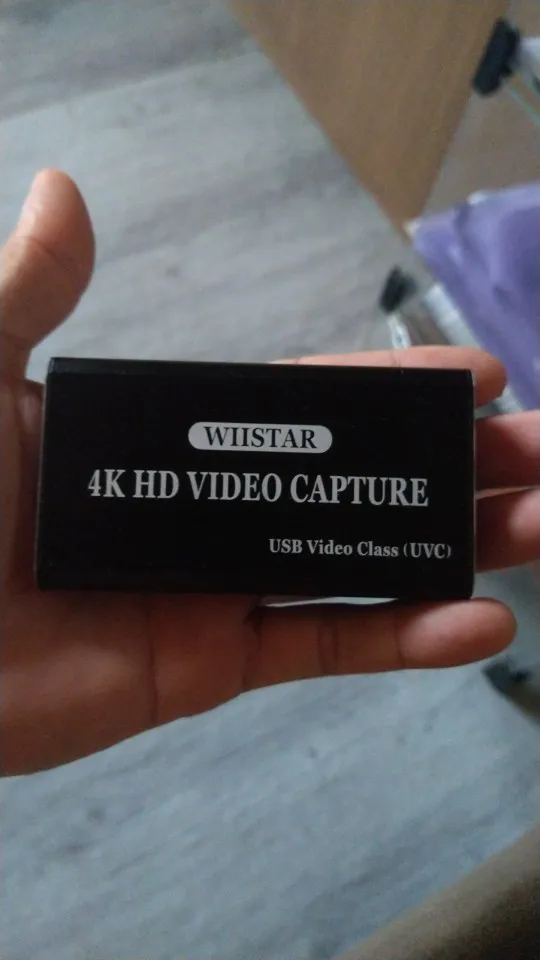 WIISTAR
4K HD VIDEO CAPTURE
USB Video Class (UVC)